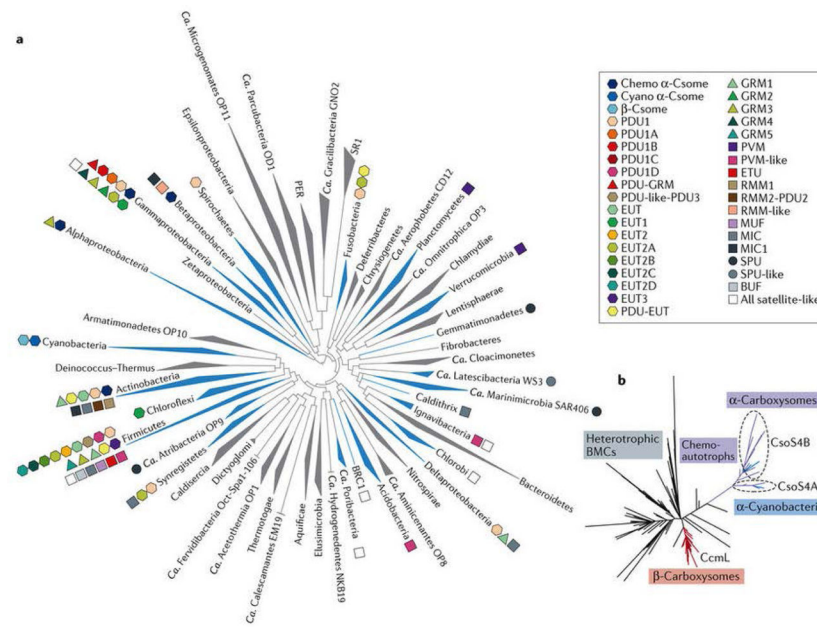 a
Ca. Microgenomates OP11
Ca. Parcubacteria OD1
Epsilonproteobacteria
PER
Ca. Gracilibacteria GNO2
SR1
Fusobacteria
Deferribacteres
Chrysiogenetes
Ca. Aerophobetes CD12
Planctomycetes
Ca. Omnitrophica OP3
Chlamydiae
Verrucomicrobia
Lentisphaerae
Gemmatimonadetes
Fibrobacteres
Ca. Cloacimonetes
Ca. Latescibacteria WS3
Ca. Marinimicrobia SAR406
Caldithrix
Ignavibacteria
Chlorobi
Bacteroidetes
Deltaproteobacteria
Nitrospirae
Ca. Aminicenantes OP8
Acidobacteria
BRC1
Ca. Poribacteria
Ca. Hydrogenedentes NKB19
Elusimicrobia
Aquificae
Ca. Calescamantes EM19
Thermotogae
Ca. Acetothermia OP1
Ca. Fervidibacteria Oct-Spa1-106
Dictyoglomi
Caldisercia
Synergistetes
Ca. Atribacteria OP9
Firmicutes
Chloroflexi
Actinobacteria
Deinococcus–Thermus
Cyanobacteria
Armatimonadetes OP10
Zetaproteobacteria
Alphaproteobacteria
Gammaproteobacteria
Betaproteobacteria
Spirochaetes
Chemo α-Csome
Cyano α-Csome
β-Csome
PDU1
PDU1A
PDU1B
PDU1C
PDU1D
PDU-GRM
PDU-like-PDU3
EUT
EUT1
EUT2
EUT2A
EUT2B
EUT2C
EUT2D
EUT3
PDU-EUT
GRM1
GRM2
GRM3
GRM4
GRM5
PVM
PVM-like
ETU
RMM1
RMM2-PDU2
RMM-like
MUF
MIC
MIC1
SPU
SPU-like
BUF
All satellite-like
b
α-Carboxysomes
Heterotrophic
BMCs
Chemo-
autotrophs
CsoS4B
CsoS4A
α-Cyanobacteri
CcmL
β-Carboxysomes